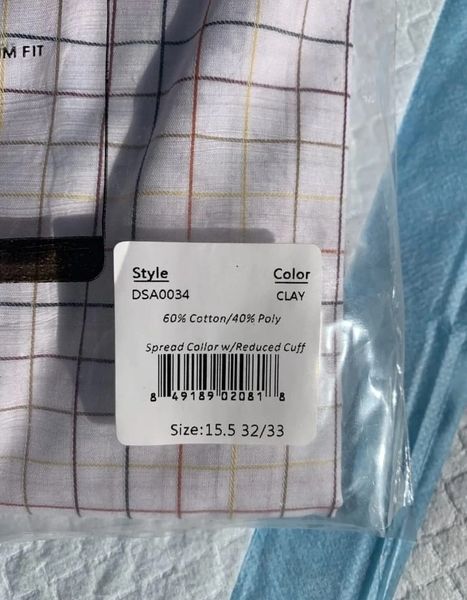 M FIT
Style Color
DSA0034 CLAY
60% Cotton/40% Poly
Spread Collor w/Reduced Cuff
8 49189 02081 8
Size:15.5 32/33